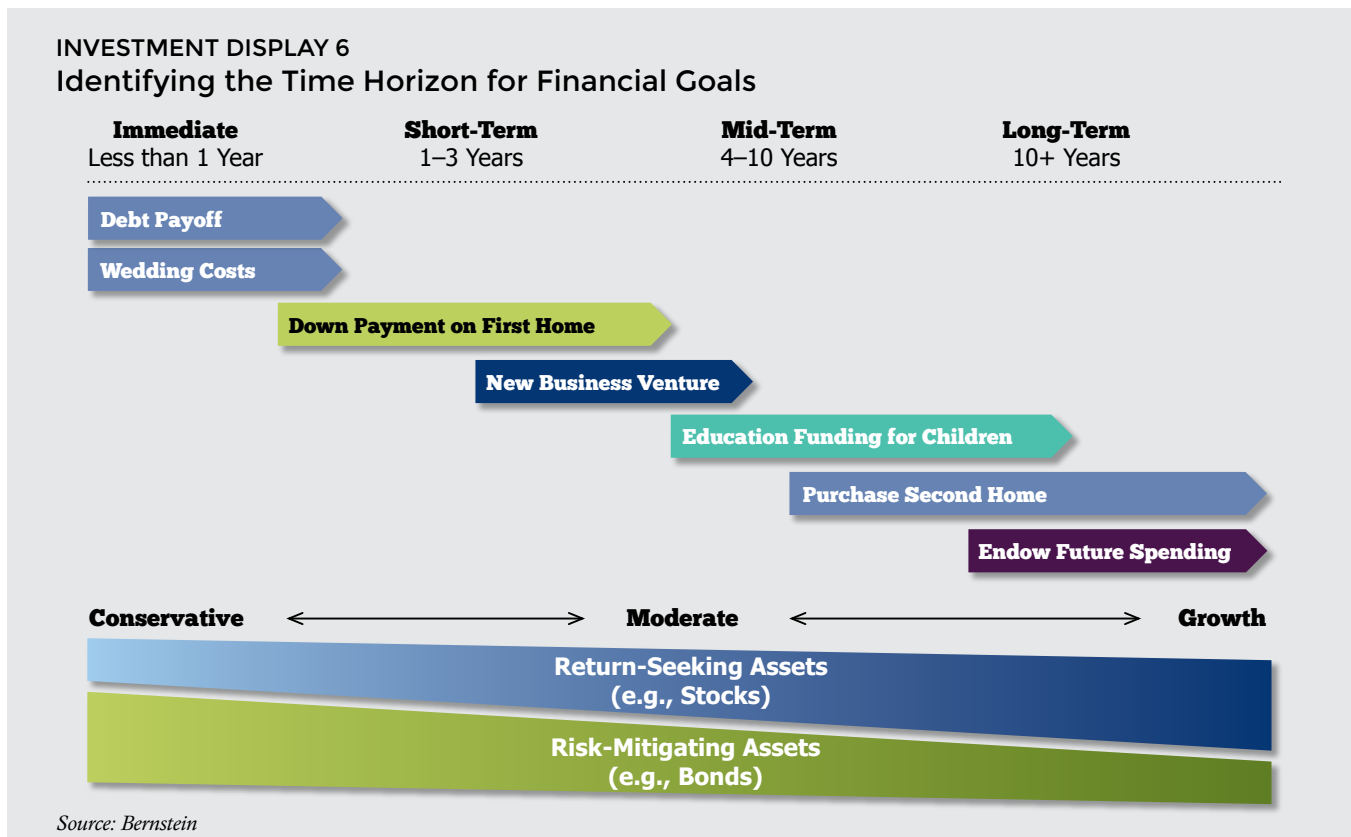 INVESTMENT DISPLAY 6
Identifying the Time Horizon for Financial Goals
Immediate
Less than 1 Year
Short-Term
1–3 Years
Mid-Term
4–10 Years
Long-Term
10+ Years
Debt Payoff
Wedding Costs
Down Payment on First Home
New Business Venture
Education Funding for Children
Purchase Second Home
Endow Future Spending
Conservative
Moderate
Growth
Return-Seeking Assets
(e.g., Stocks)
Risk-Mitigating Assets
(e.g., Bonds)
Source: Bernstein